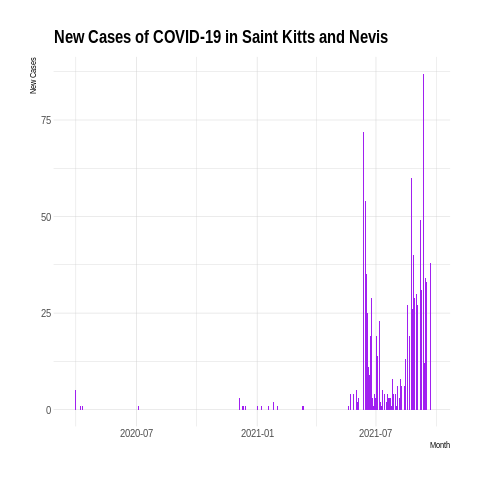 New Cases of COVID-19 in Saint Kitts and Nevis
New Cases
75
50
25
0
2020-07 2021-01 2021-07
Month